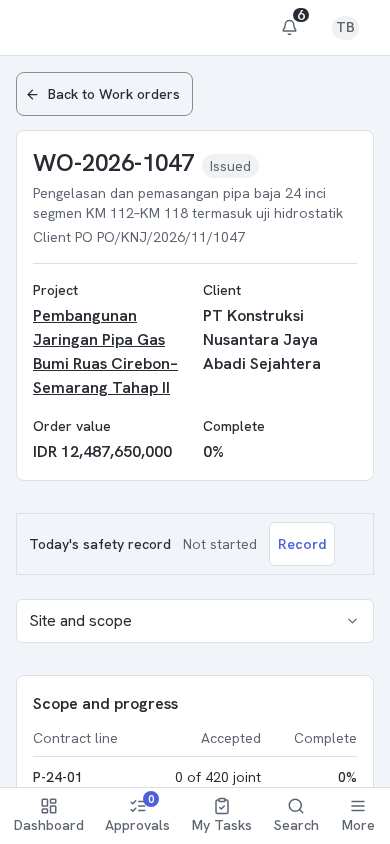 6
TB
Back to Work orders
WO-2026-1047 Issued
Pengelasan dan pemasangan pipa baja 24 inci
segmen KM 112–KM 118 termasuk uji hidrostatik
Client PO PO/KNJ/2026/11/1047
Project
Pembangunan
Jaringan Pipa Gas
Bumi Ruas Cirebon–
Semarang Tahap II
Client
PT Konstruksi
Nusantara Jaya
Abadi Sejahtera
Order value
IDR 12,487,650,000
Complete
0%
Today's safety record Not started Record
Site and scope
Scope and progress
Contract line Accepted Complete
P-24-01 0 of 420 joint 0%
0
Dashboard Approvals My Tasks Search More